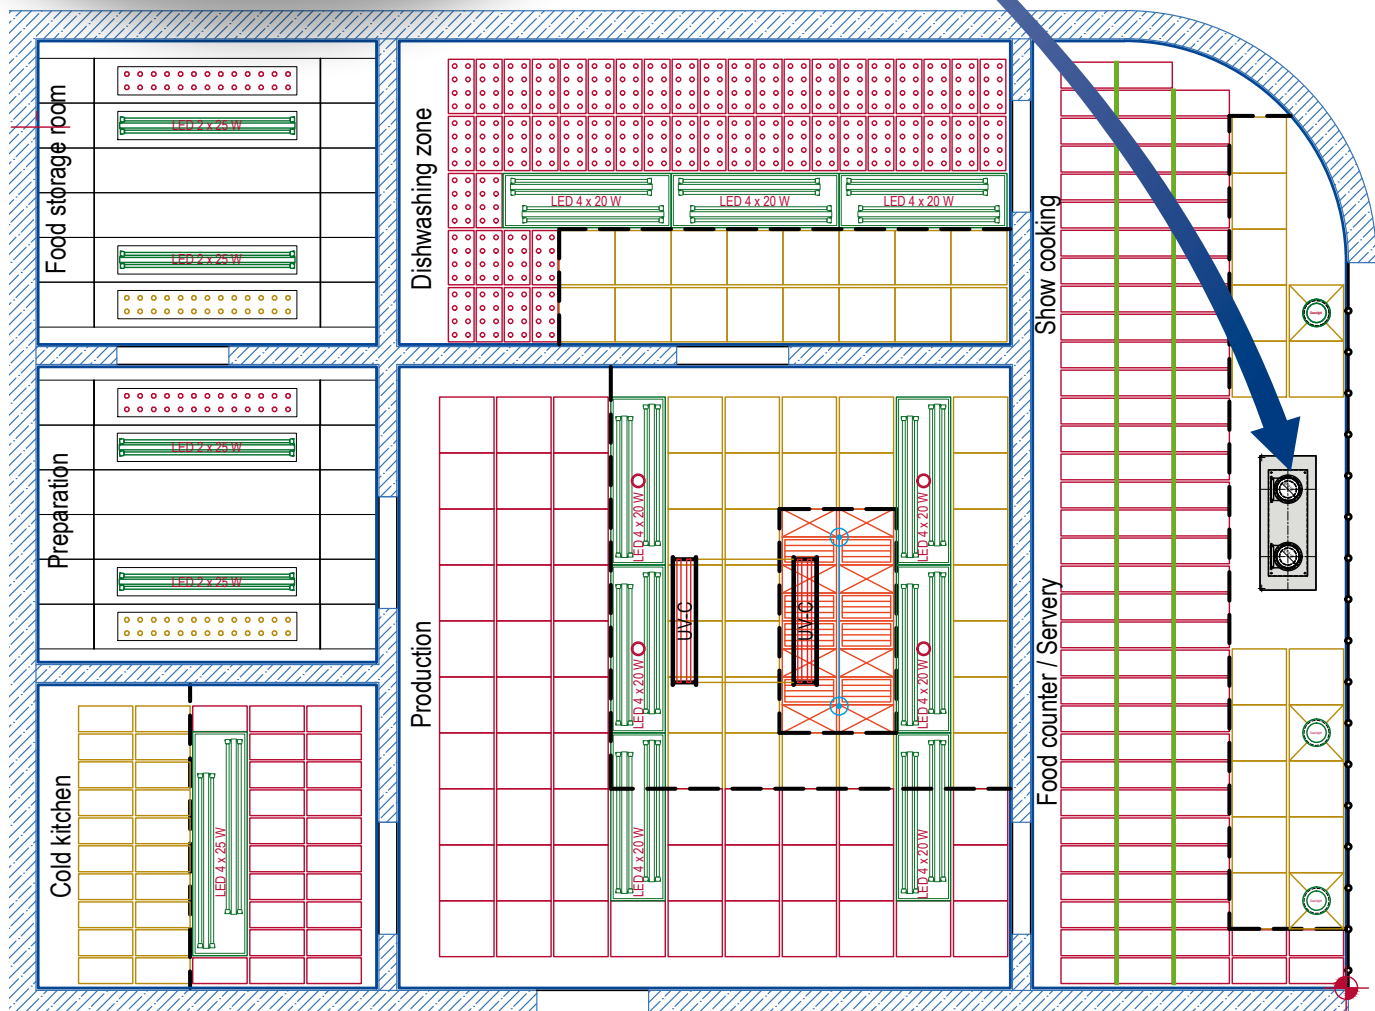 Food storage room
LED 2 x 25 W
LED 2 x 25 W
Dishwashing zone
LED 4 x 20 W
LED 4 x 20 W
LED 4 x 20 W
Show cooking
Preparation
LED 2 x 25 W
LED 2 x 25 W
Production
LED 4 x 20 W
LED 4 x 20 W
UV-C
UV-C
LED 4 x 20 W
LED 4 x 20 W
LED 4 x 20 W
LED 4 x 20 W
Food counter / Servery
Cold kitchen
LED 4 x 25 W